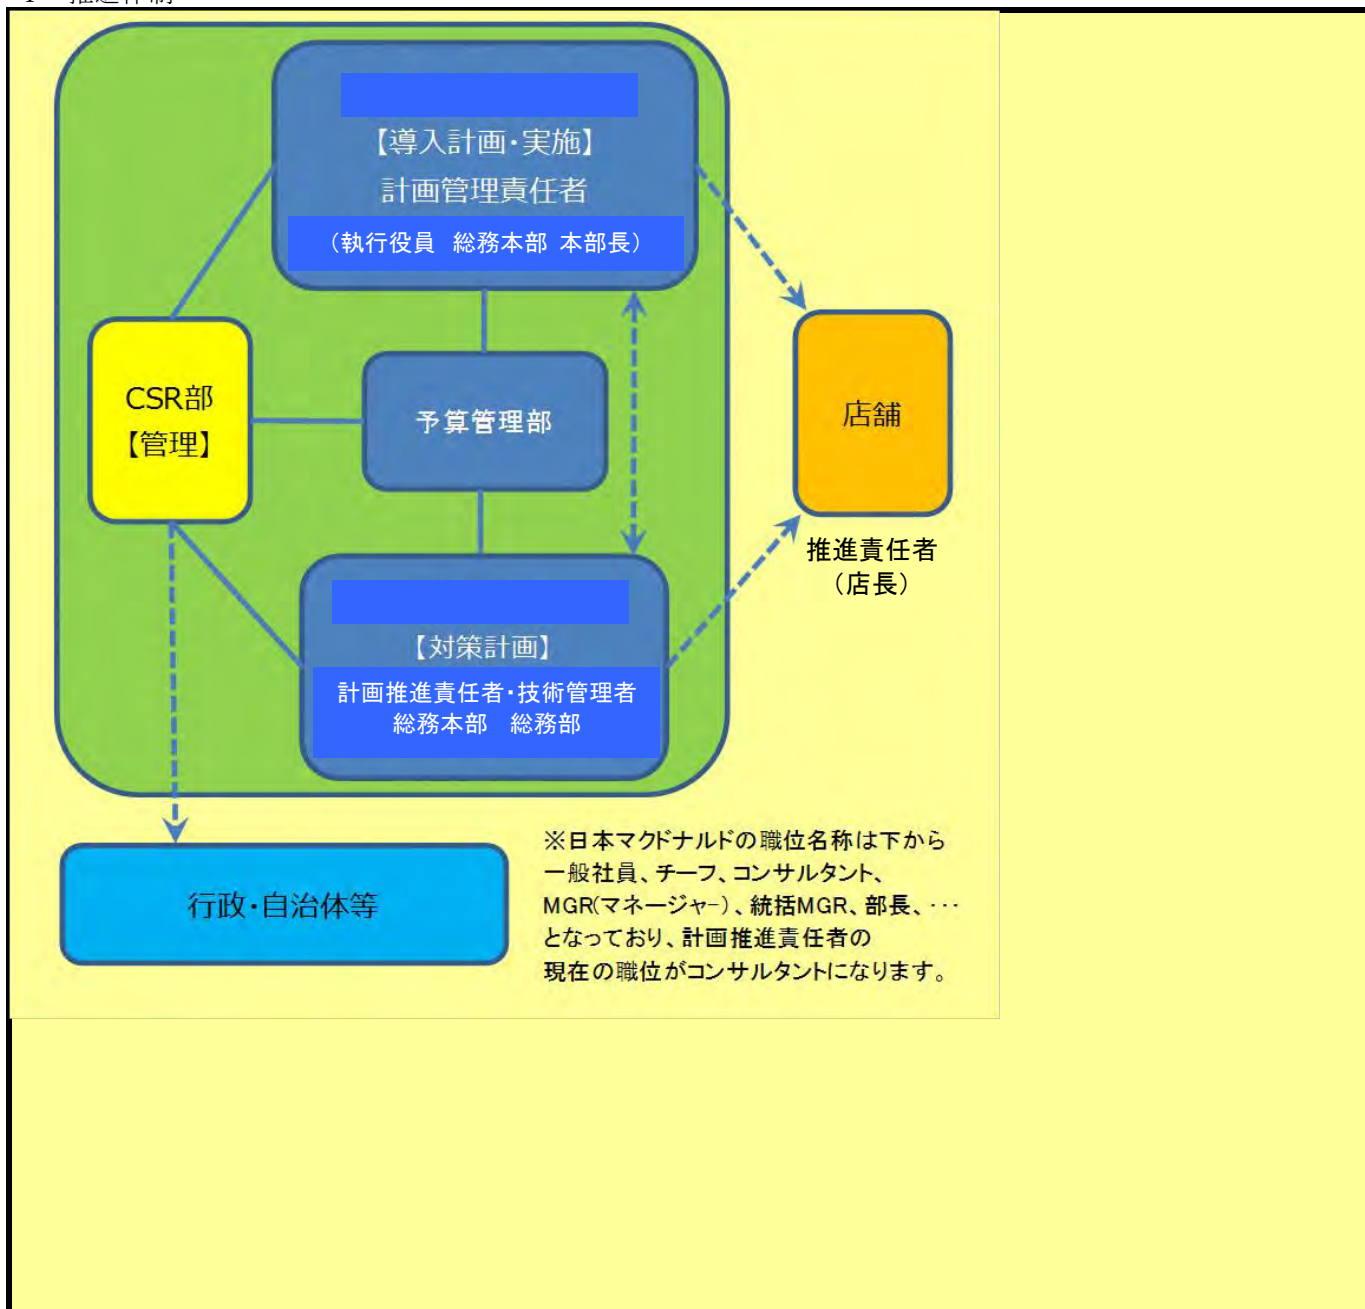 【導入計画・実施】
計画管理責任者
（執行役員　総務本部 本部長）
CSR部
【管理】
予算管理部
店舗
推進責任者
（店長）
【対策計画】
計画推進責任者・技術管理者
総務本部　総務部
行政・自治体等
※日本マクドナルドの職位名称は下から
一般社員、チーフ、コンサルタント、
MGR(マネージャー)、統括MGR、部長、･･･
となっており、計画推進責任者の
現在の職位がコンサルタントになります。